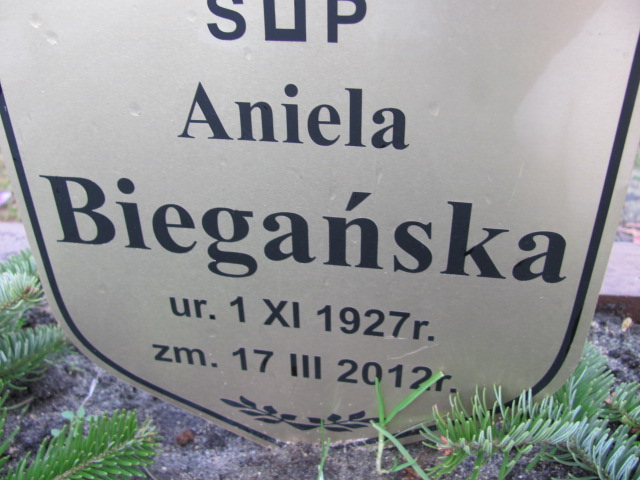 S P
Aniela
Biegańska
ur. 1 XI 1927r.
zm. 17 III 2012r.